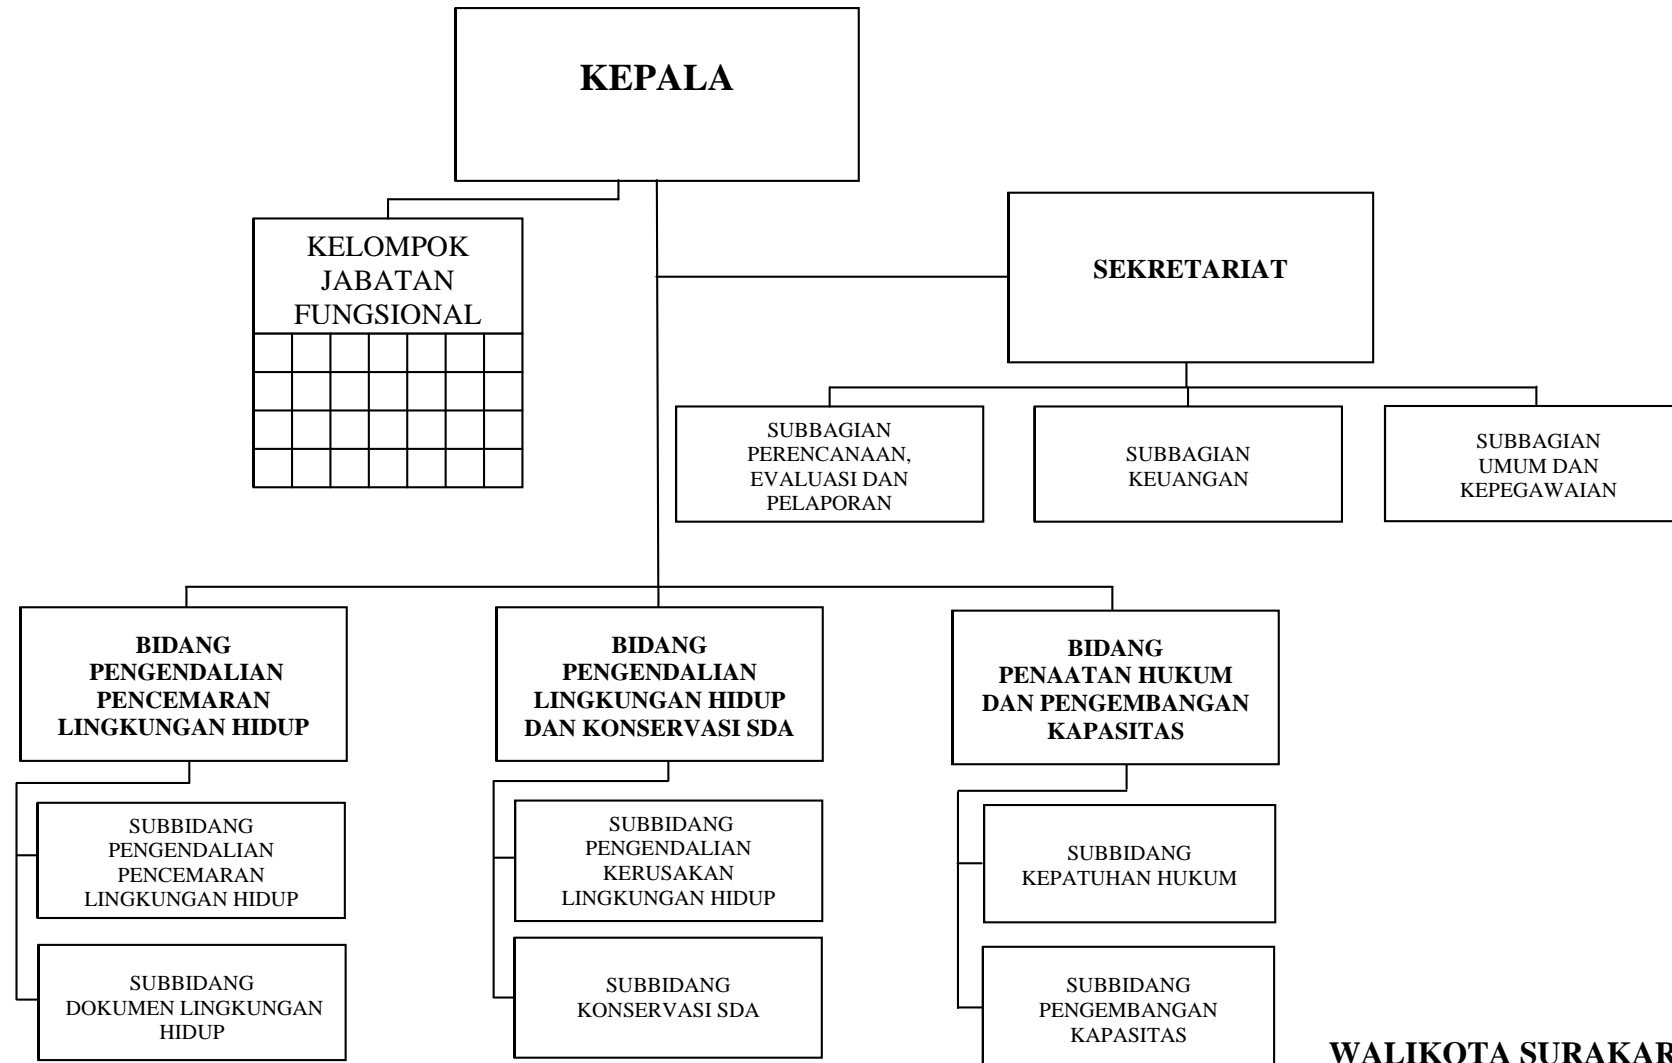 KEPALA
KELOMPOK
JABATAN
FUNGSIONAL
SEKRETARIAT
SUBBAGIAN
PERENCANAAN,
EVALUASI DAN
PELAPORAN
SUBBAGIAN
KEUANGAN
SUBBAGIAN
UMUM DAN
KEPEGAWAIAN
BIDANG
PENGENDALIAN
PENCEMARAN
LINGKUNGAN HIDUP
BIDANG
PENGENDALIAN
LINGKUNGAN HIDUP
DAN KONSERVASI SDA
BIDANG
PENAATAN HUKUM
DAN PENGEMBANGAN
KAPASITAS
SUBBIDANG
PENGENDALIAN
PENCEMARAN
LINGKUNGAN HIDUP
SUBBIDANG
PENGENDALIAN
KERUSAKAN
LINGKUNGAN HIDUP
SUBBIDANG
KEPATUHAN HUKUM
SUBBIDANG
DOKUMEN LINGKUNGAN
HIDUP
SUBBIDANG
KONSERVASI SDA
SUBBIDANG
PENGEMBANGAN
KAPASITAS
WALIKOTA SURAKAR